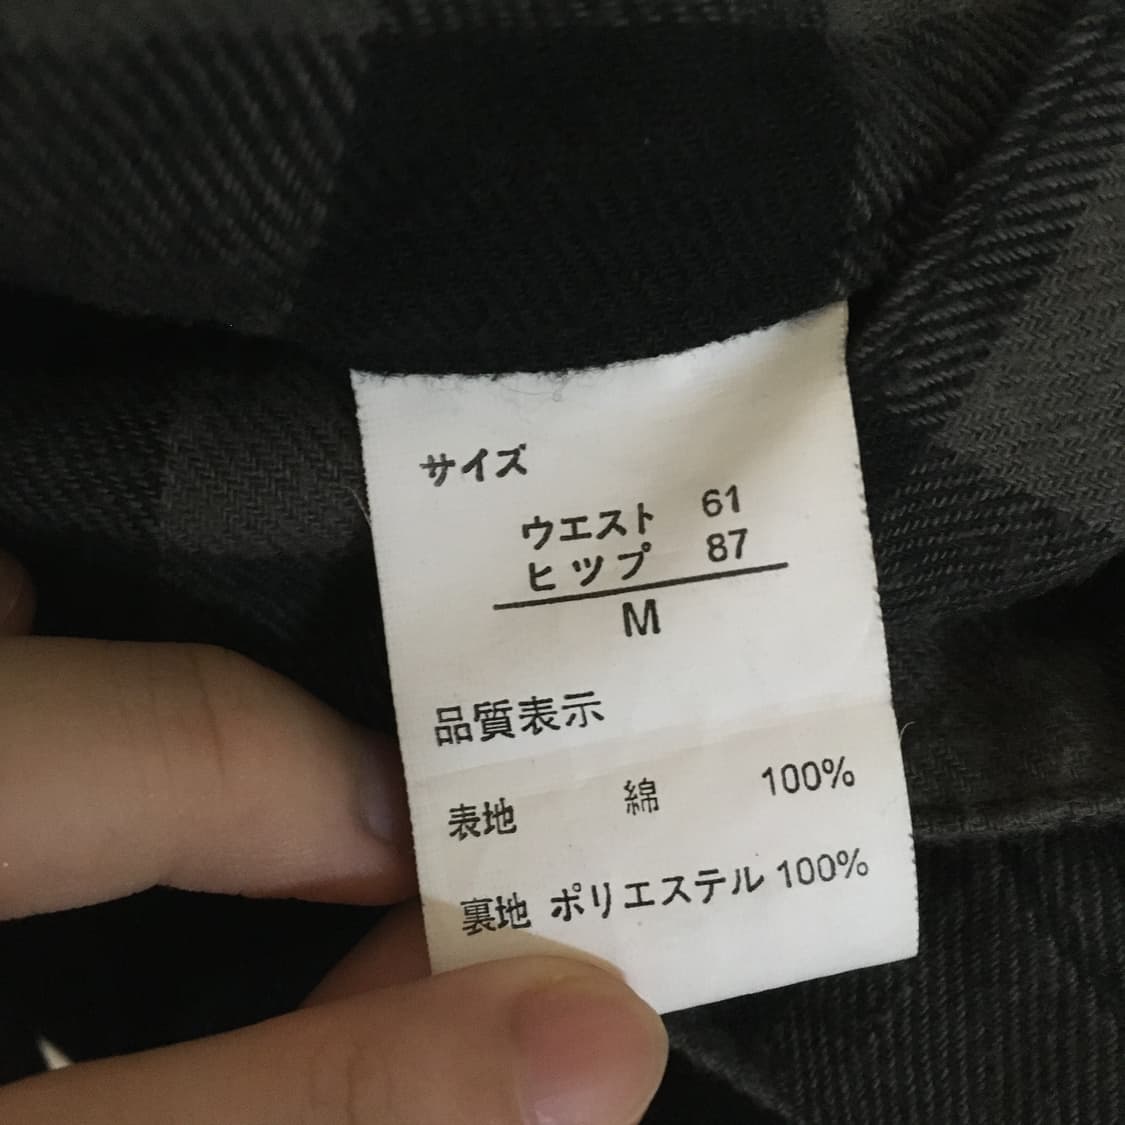 サイズ
ウエスト 61
ヒップ 87
M
品質表示
表地 綿 100%
裏地 ポリエステル 100%